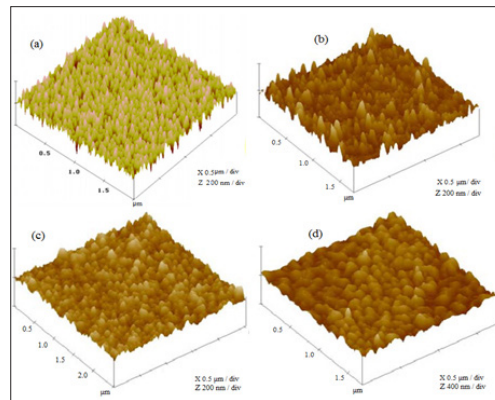 (a)
0.5
1.0
1.5
μm
X 0.5μm / div
Z 200 nm / div
(b)
0.5
1.0
1.5
μm
X 0.5 μm / div
Z 200 nm / div
(c)
0.5
1.0
1.5
2.0
μm
X 0.5 μm / div
Z 200 nm / div
(d)
0.5
1.0
1.5
μm
X 0.5 μm / div
Z 400 nm / div